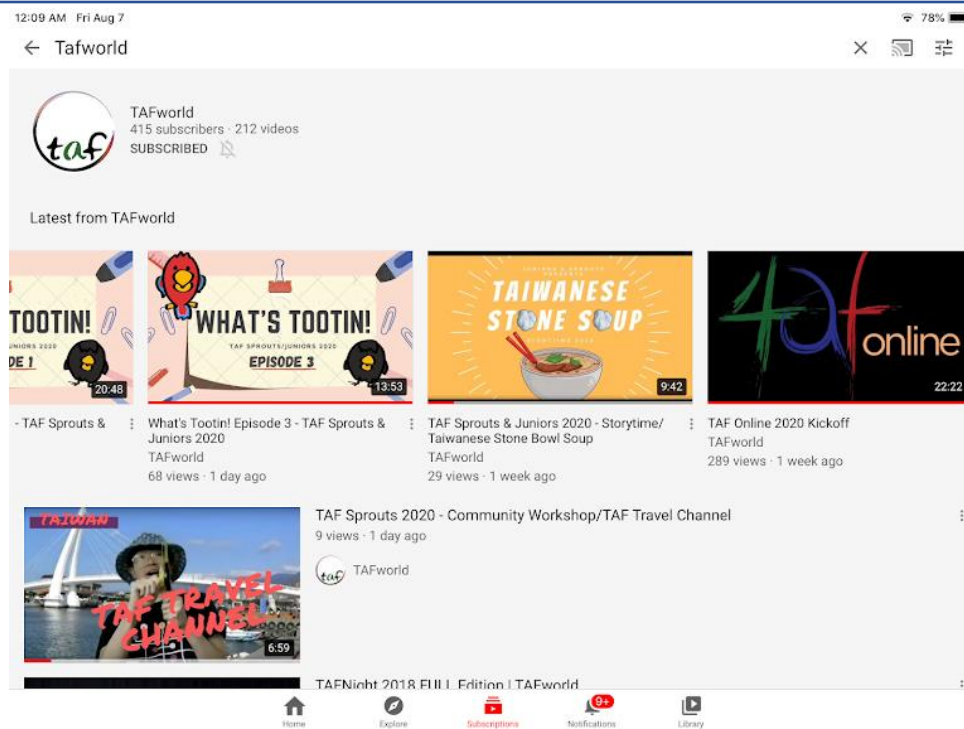 12:09 AM Fri Aug 7
78%
Tafworld
taf
TAFworld
415 subscribers · 212 videos
SUBSCRIBED
Latest from TAFworld
TOOTIN!
UNIORS 2020
DE 1
20:48
WHAT'S TOOTIN!
TAF SPROUTS/JUNIORS 2020
EPISODE 3
13:53
TAIWANESE
STONE SOUP
STORYTIME 2020
9:42
taf online
22:22
- TAF Sprouts &
What's Tootin! Episode 3 - TAF Sprouts &
Juniors 2020
TAFworld
68 views · 1 day ago
TAF Sprouts & Juniors 2020 - Storytime/
Taiwanese Stone Bowl Soup
TAFworld
29 views · 1 week ago
TAF Online 2020 Kickoff
TAFworld
289 views · 1 week ago
TAIWAN
TAF TRAVEL
CHANNEL
6:59
TAF Sprouts 2020 - Community Workshop/TAF Travel Channel
9 views · 1 day ago
taf
TAFworld
TAFNight 2018 FULL Edition | TAFworld
Home
Explore
Subscriptions
9+
Notifications
Library